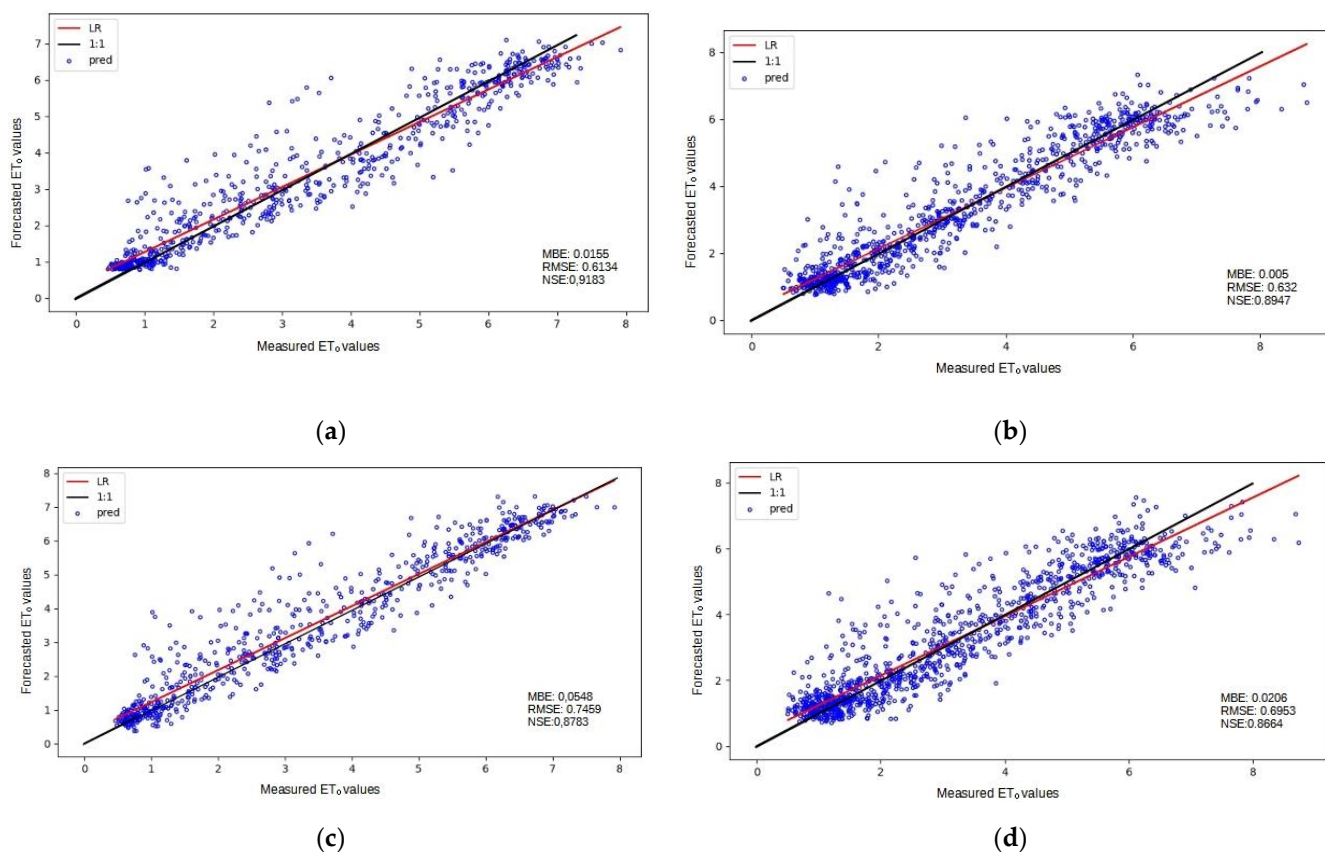 LR
1:1
pred
7
6
5
4
3
2
1
0
Forecasted ET₀ values
MBE: 0.0155
RMSE: 0.6134
NSE:0,9183
0 1 2 3 4 5 6 7 8
Measured ET₀ values
(a)
LR
1:1
pred
8
6
4
2
0
Forecasted ET₀ values
MBE: 0.005
RMSE: 0.632
NSE:0.8947
0 2 4 6 8
Measured ET₀ values
(b)
LR
1:1
pred
8
7
6
5
4
3
2
1
0
Forecasted ET₀ values
MBE: 0,0548
RMSE: 0.7459
NSE:0,8783
0 1 2 3 4 5 6 7 8
Measured ET₀ values
(c)
LR
1:1
pred
8
6
4
2
0
Forecasted ET₀ values
MBE: 0.0206
RMSE: 0.6953
NSE:0.8664
0 2 4 6 8
Measured ET₀ values
(d)